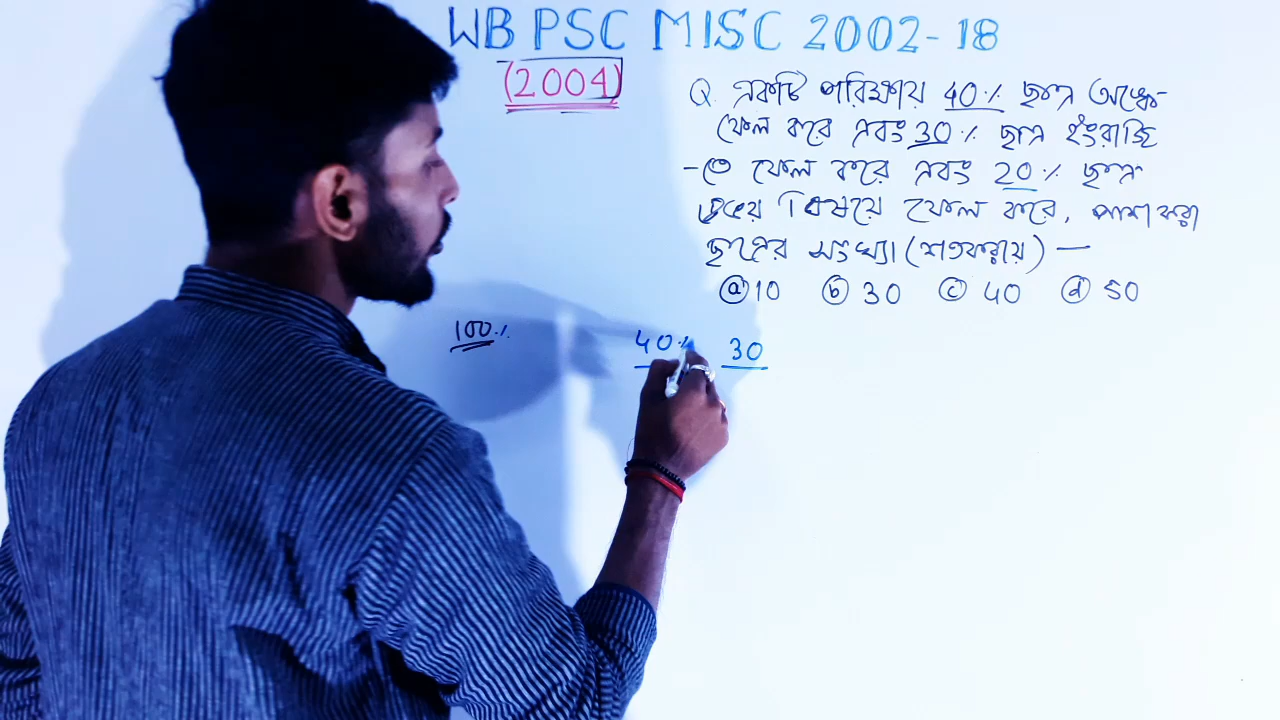 WB PSC MISC 2002-18
(2004)
Q. একটি পরিক্ষায় 40% ছাত্র অঙ্কে-
ফেল করে এবং 30% ছাত্র ইংরাজি
-তে ফেল করে এবং 20% ছাত্র
উভয় বিষয়ে ফেল করে, পাশ করা
ছাত্রের সংখ্যা (শতকরায়) —
ⓐ 10 ⓑ 30 ⓒ 40 ⓓ 50
100% 40% 30